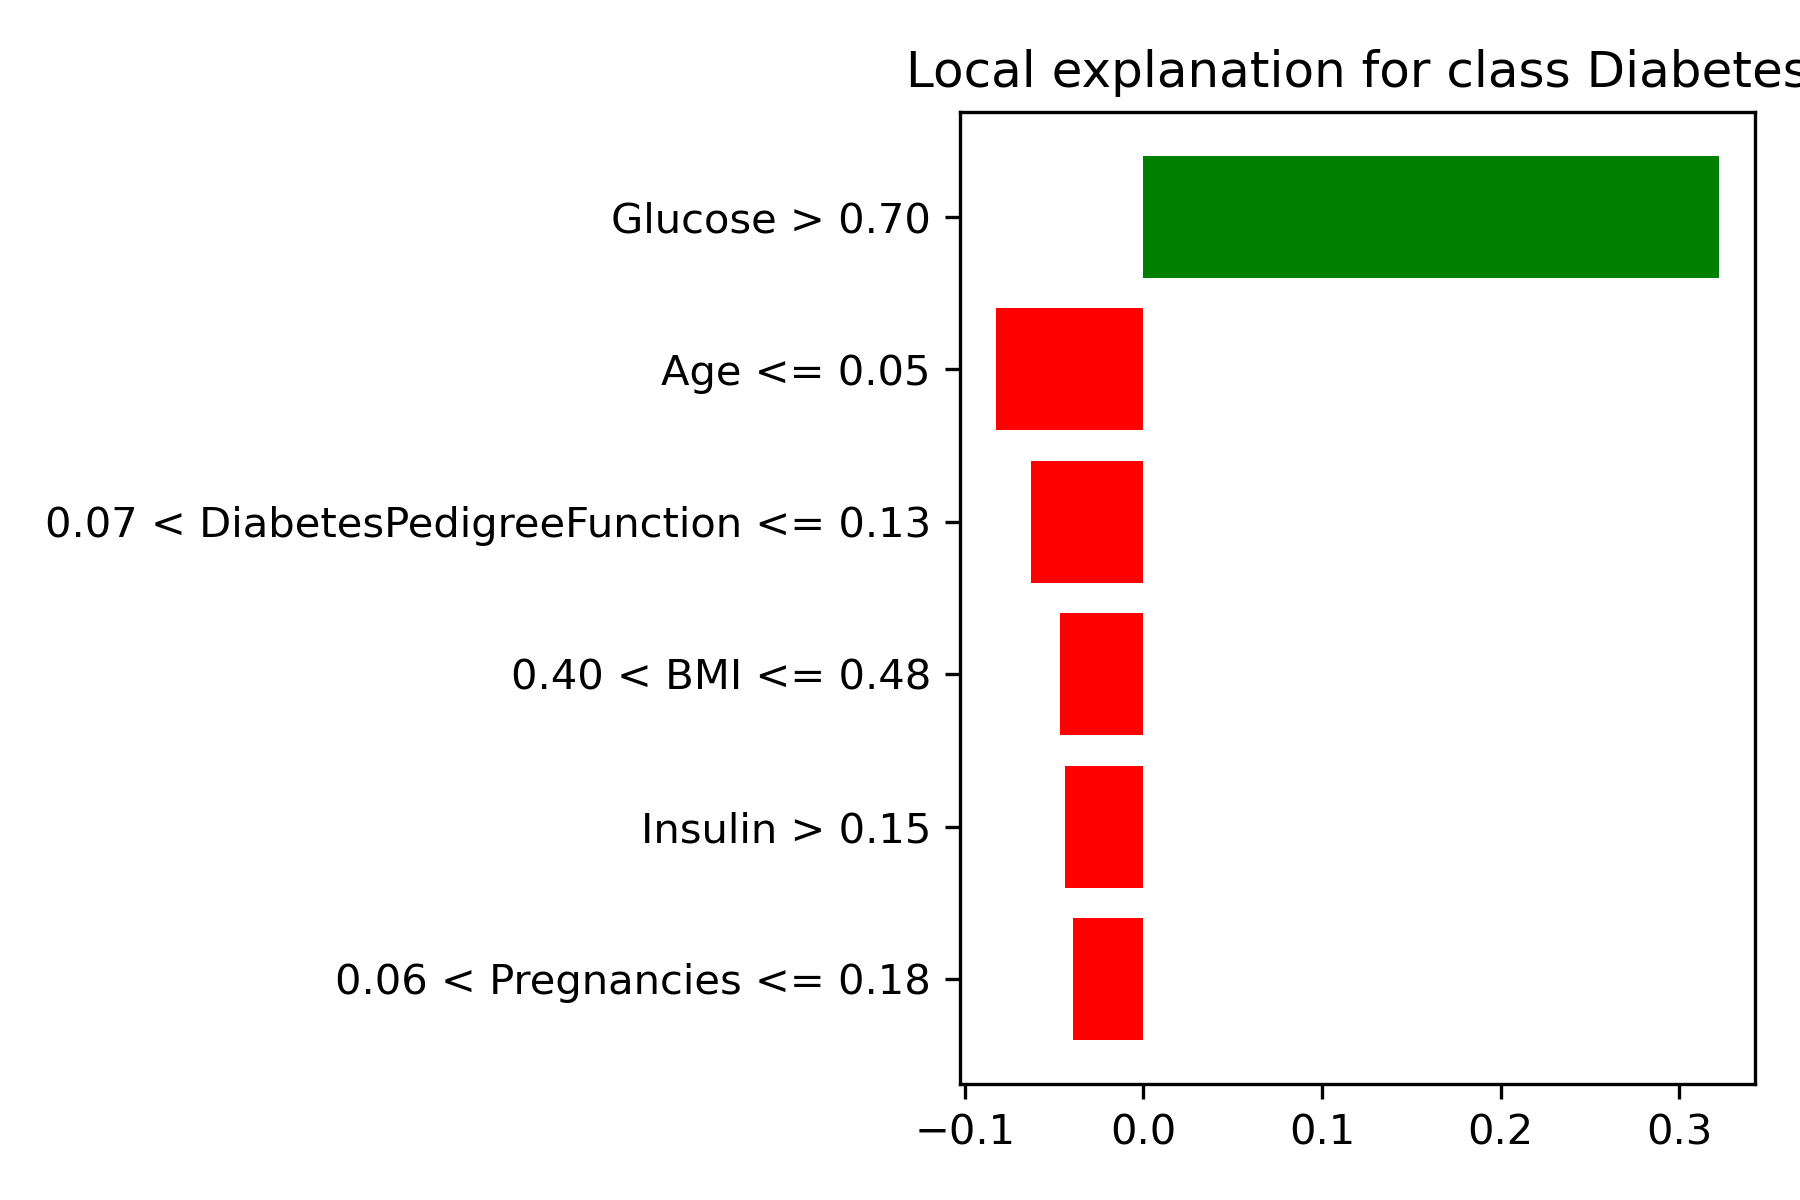 Local explanation for class Diabetes
Glucose > 0.70
Age <= 0.05
0.07 < DiabetesPedigreeFunction <= 0.13
0.40 < BMI <= 0.48
Insulin > 0.15
0.06 < Pregnancies <= 0.18
−0.1 0.0 0.1 0.2 0.3